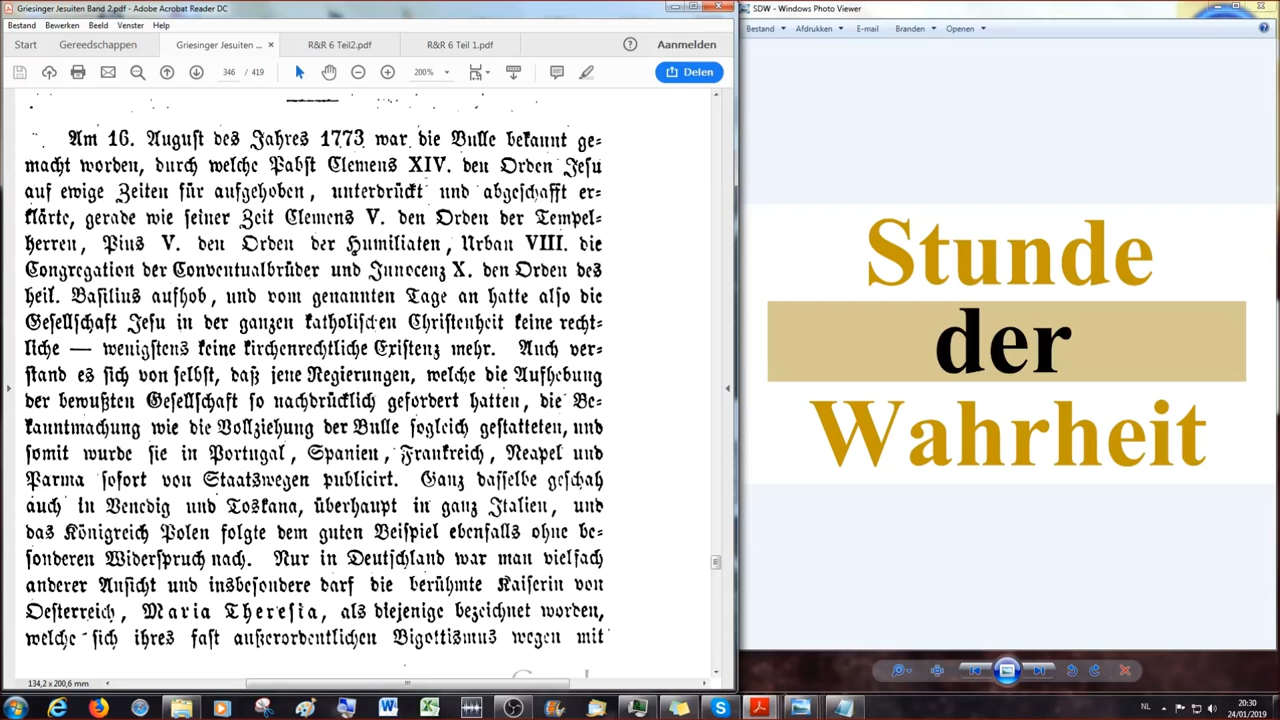 Griesinger Jesuiten Band 2.pdf - Adobe Acrobat Reader DC
Bestand Bewerken Beeld Venster Help
Start Gereedschappen Griesinger Jesuiten ... × R&R 6 Teil2.pdf R&R 6 Teil 1.pdf Aanmelden
346 / 419 200% Delen
Am 16. August des Jahres 1773 war die Bulle bekannt ge-
macht worden, durch welche Pabst Clemens XIV. den Orden Jesu
auf ewige Zeiten für aufgehoben, unterdrückt und abgeschafft er-
klärte, gerade wie seiner Zeit Clemens V. den Orden der Tempel-
herren, Pius V. den Orden der Humiliaten, Urban VIII. die
Congregation der Conventualbrüder und Innocenz X. den Orden des
heil. Basilius aufhob, und vom genannten Tage an hatte also die
Gesellschaft Jesu in der ganzen katholischen Christenheit keine recht-
liche — wenigstens keine kirchenrechtliche Existenz mehr. Auch ver-
stand es sich von selbst, daß jene Regierungen, welche die Aufhebung
der bewußten Gesellschaft so nachdrücklich gefordert hatten, die Be-
kanntmachung wie die Vollziehung der Bulle sogleich gestatteten, und
somit wurde sie in Portugal, Spanien, Frankreich, Neapel und
Parma sofort von Staatswegen publicirt. Ganz dasselbe geschah
auch in Venedig und Toskana, überhaupt in ganz Italien, und
das Königreich Polen folgte dem guten Beispiel ebenfalls ohne be-
sonderen Widerspruch nach. Nur in Deutschland war man vielfach
anderer Ansicht und insbesondere darf die berühmte Kaiserin von
Oesterreich, Maria Theresia, als diejenige bezeichnet worden,
welche sich ihres fast außerordentlichen Bigottismus wegen mit
134,2 x 200,6 mm
SDW - Windows Photo Viewer
Bestand Afdrukken E-mail Branden Openen
Stunde
der
Wahrheit
NL 20:30
24/01/2019